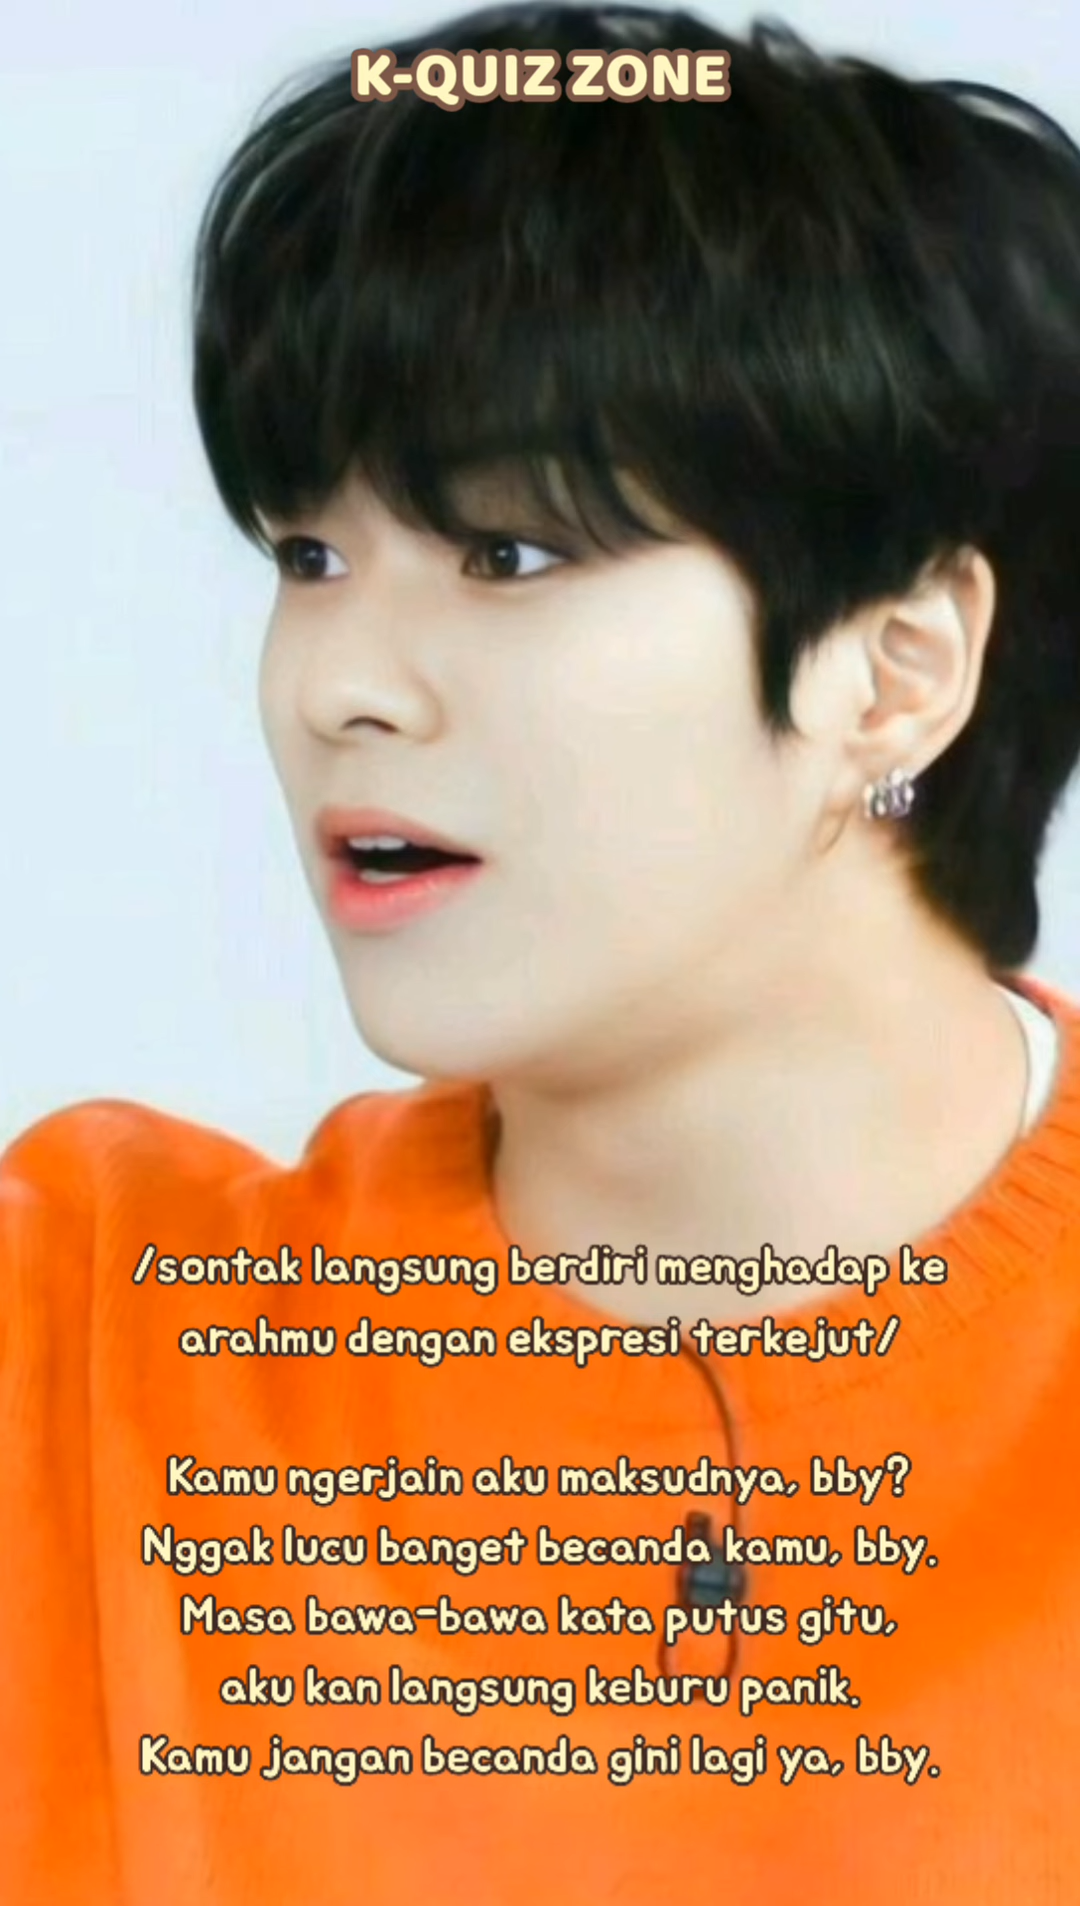 K-QUIZ ZONE
/sontak langsung berdiri menghadap ke
arahmu dengan ekspresi terkejut/
Kamu ngerjain aku maksudnya, bby?
Nggak lucu banget becanda kamu, bby.
Masa bawa-bawa kata putus gitu,
aku kan langsung keburu panik.
Kamu jangan becanda gini lagi ya, bby.